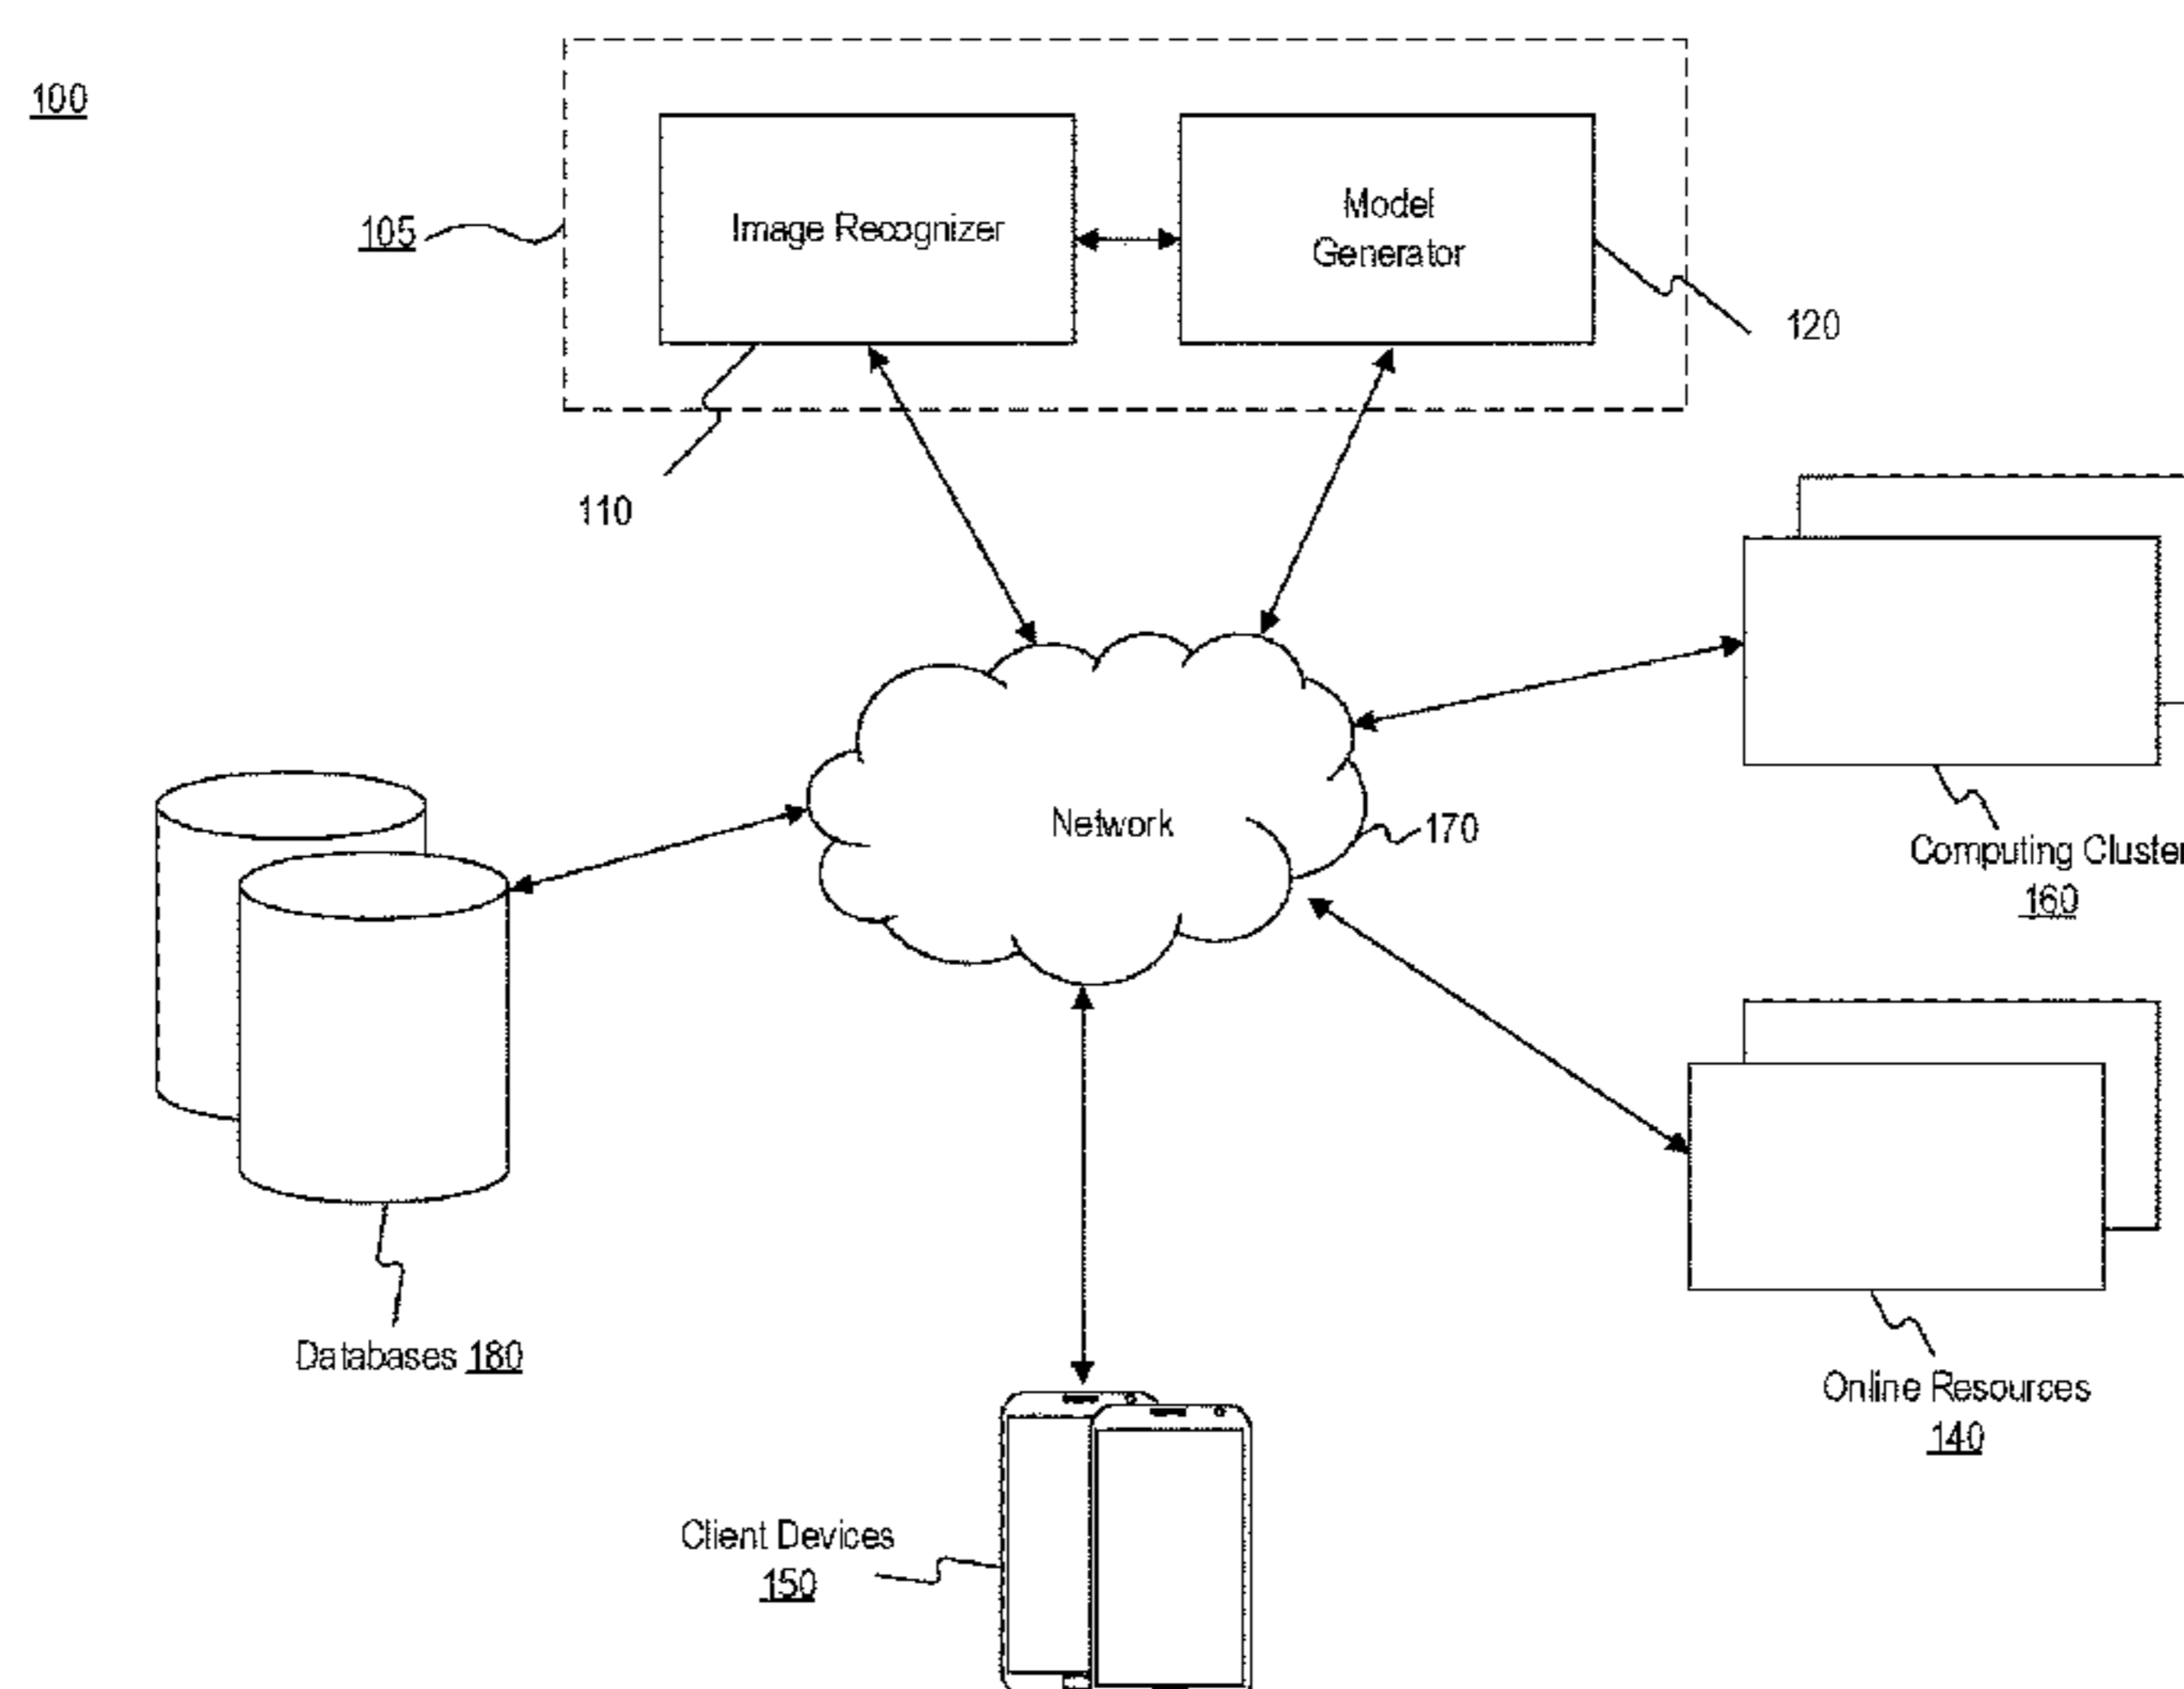 100
105
Image Recognizer
Model
Generator
120
110
Network
170
Computing Cluster
160
Databases 180
Online Resources
140
Client Devices
150